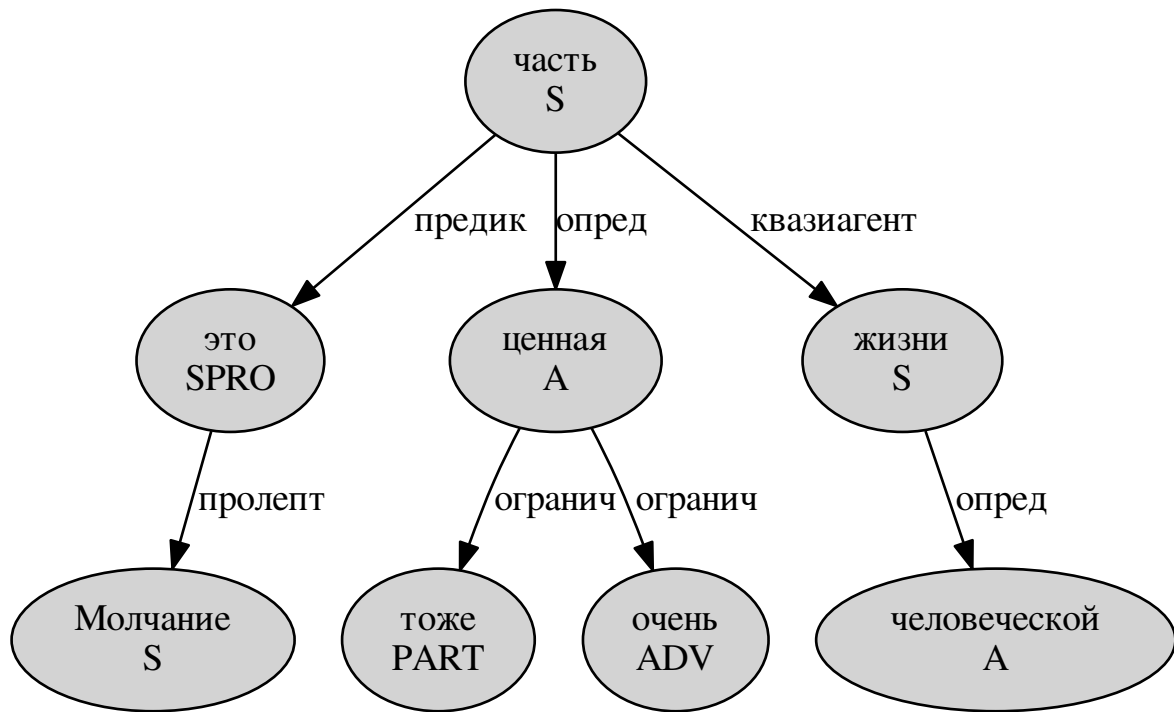 часть
S
предик
опред
квазиагент
это
SPRO
ценная
A
жизни
S
пролепт
огранич
огранич
опред
Молчание
S
тоже
PART
очень
ADV
человеческой
A